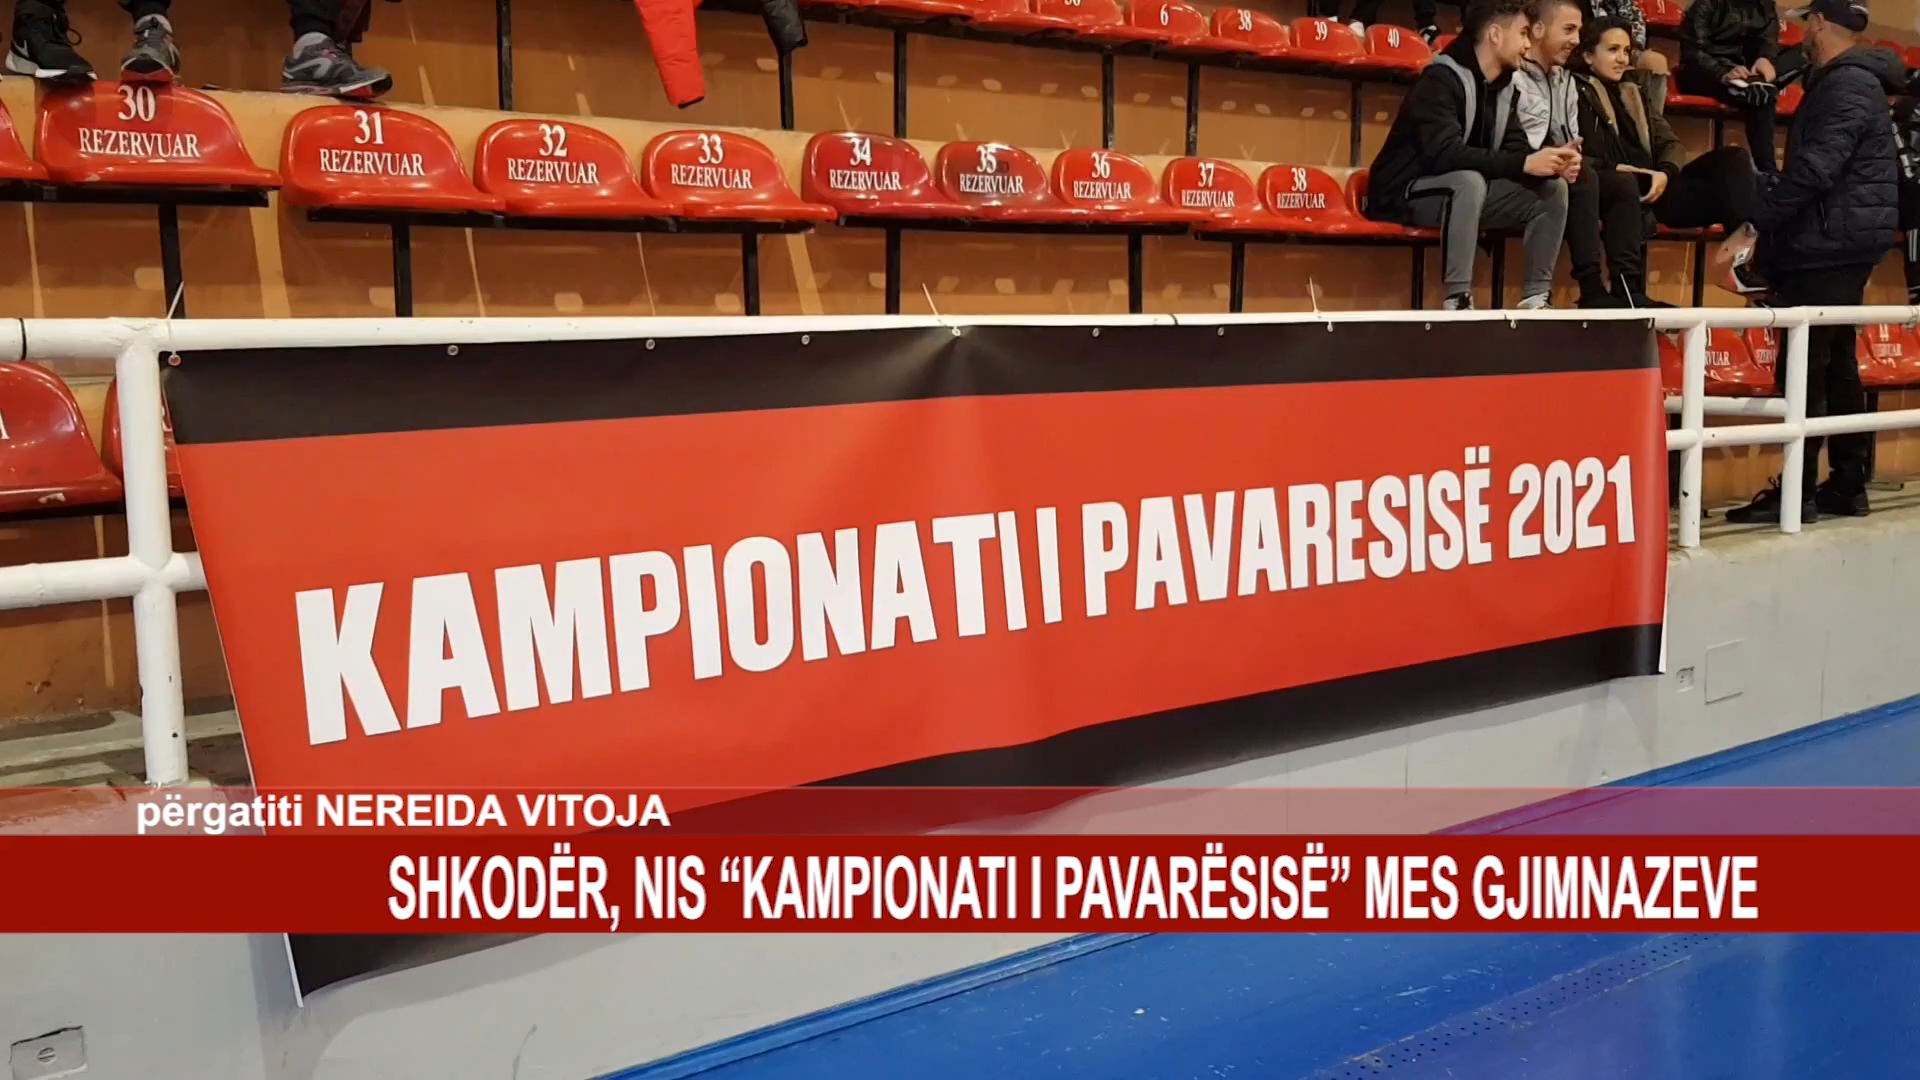 6 38 39 40
30 31 32 33 34 35 36 37 38
REZERVUAR REZERVUAR REZERVUAR REZERVUAR REZERVUAR REZERVUAR REZERVUAR REZERVUAR REZERVUAR
KAMPIONATI I PAVARESISË 2021
përgatiti NEREIDA VITOJA
SHKODËR, NIS “KAMPIONATI I PAVARËSISË” MES GJIMNAZEVE